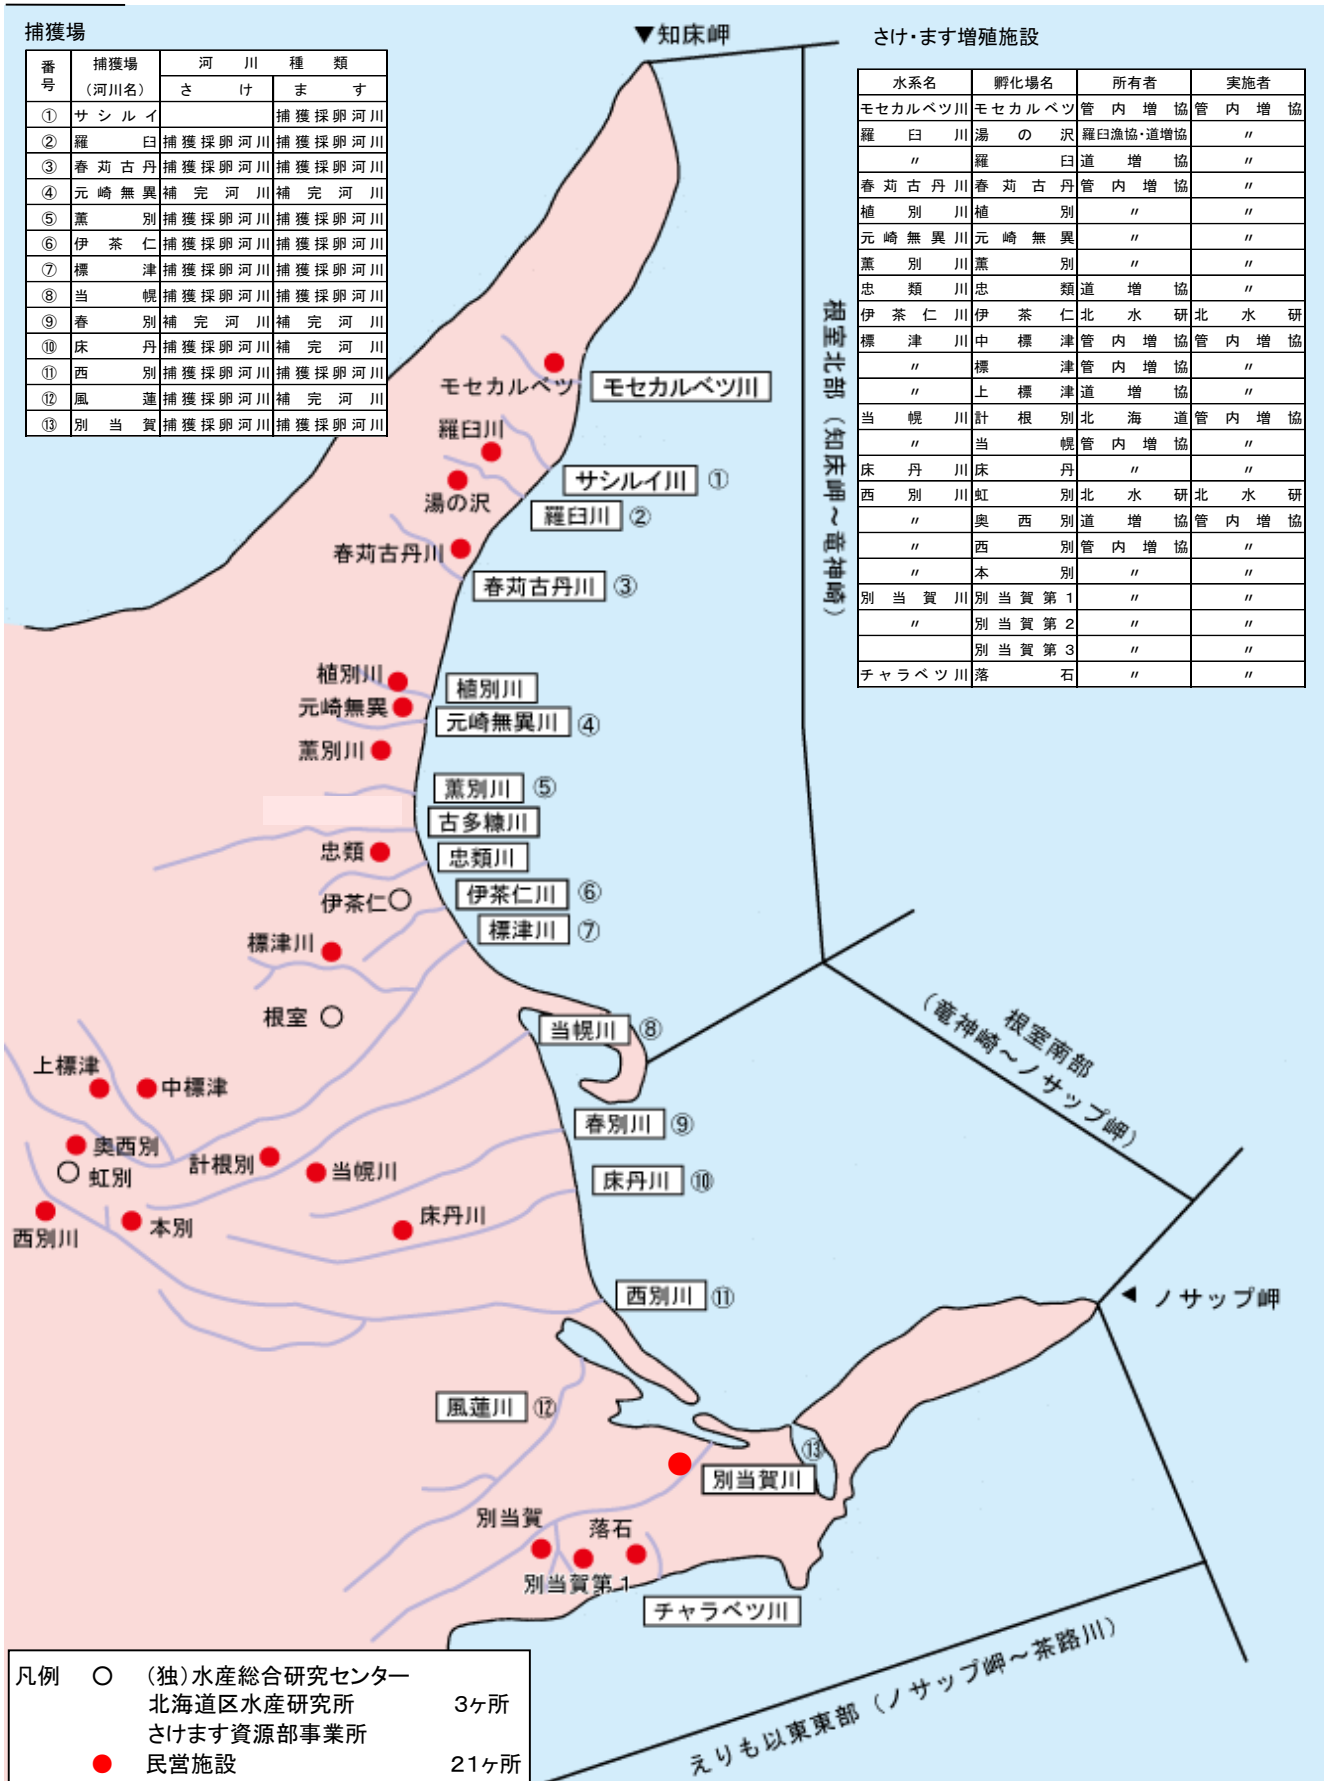 捕獲場
番号 捕獲場(河川名) 河川種類
さけ ます
① サシルイ 捕獲採卵河川
② 羅臼 捕獲採卵河川 捕獲採卵河川
③ 春苅古丹 捕獲採卵河川 捕獲採卵河川
④ 元崎無異 補完河川 補完河川
⑤ 薫別 捕獲採卵河川 捕獲採卵河川
⑥ 伊茶仁 捕獲採卵河川 捕獲採卵河川
⑦ 標津 捕獲採卵河川 捕獲採卵河川
⑧ 当幌 捕獲採卵河川 捕獲採卵河川
⑨ 春別 補完河川 補完河川
⑩ 床丹 捕獲採卵河川 補完河川
⑪ 西別 捕獲採卵河川 捕獲採卵河川
⑫ 風蓮 捕獲採卵河川 補完河川
⑬ 別当賀 捕獲採卵河川 捕獲採卵河川
▼知床岬
さけ・ます増殖施設
水系名 孵化場名 所有者 実施者
モセカルベツ川 モセカルベツ 管内増協 管内増協
羅臼川 湯の沢 羅臼漁協・道増協 〃
〃 羅臼 道増協 〃
春苅古丹川 春苅古丹 管内増協 〃
植別川 植別 〃 〃
元崎無異川 元崎無異 〃 〃
薫別川 薫別 〃 〃
忠類川 忠類 道増協 〃
伊茶仁川 伊茶仁 北水研 北水研
標津川 中標津 管内増協 管内増協
〃 標津 管内増協 〃
〃 上標津 道増協 〃
当幌川 計根別 北海道 管内増協
〃 当幌 管内増協 〃
床丹川 床丹 〃 〃
西別川 虹別 北水研 北水研
〃 奥西別 道増協 管内増協
〃 西別 管内増協 〃
〃 本別 〃 〃
別当賀川 別当賀第1 〃 〃
〃 別当賀第2 〃 〃
別当賀第3 〃 〃
チャラベツ川 落石 〃 〃
根室北部(知床岬~竜神崎)
モセカルベツ
モセカルベツ川
羅臼川
サシルイ川 ①
湯の沢
羅臼川 ②
春苅古丹川
春苅古丹川 ③
植別川
植別川
元崎無異
元崎無異川 ④
薫別川
薫別川 ⑤
古多糠川
忠類
忠類川
伊茶仁
伊茶仁川 ⑥
標津川
標津川 ⑦
根室
当幌川 ⑧
根室南部
(竜神崎~ノサップ岬)
上標津
中標津
春別川 ⑨
奥西別
虹別
計根別
当幌川
床丹川 ⑩
西別川
本別
床丹川
西別川 ⑪
◀ ノサップ岬
風蓮川 ⑫
⑬
別当賀川
別当賀
落石
別当賀第1
チャラベツ川
えりも以東東部(ノサップ岬~茶路川)
凡例 ○ (独)水産総合研究センター
北海道区水産研究所 3ヶ所
さけます資源部事業所
● 民営施設 21ヶ所